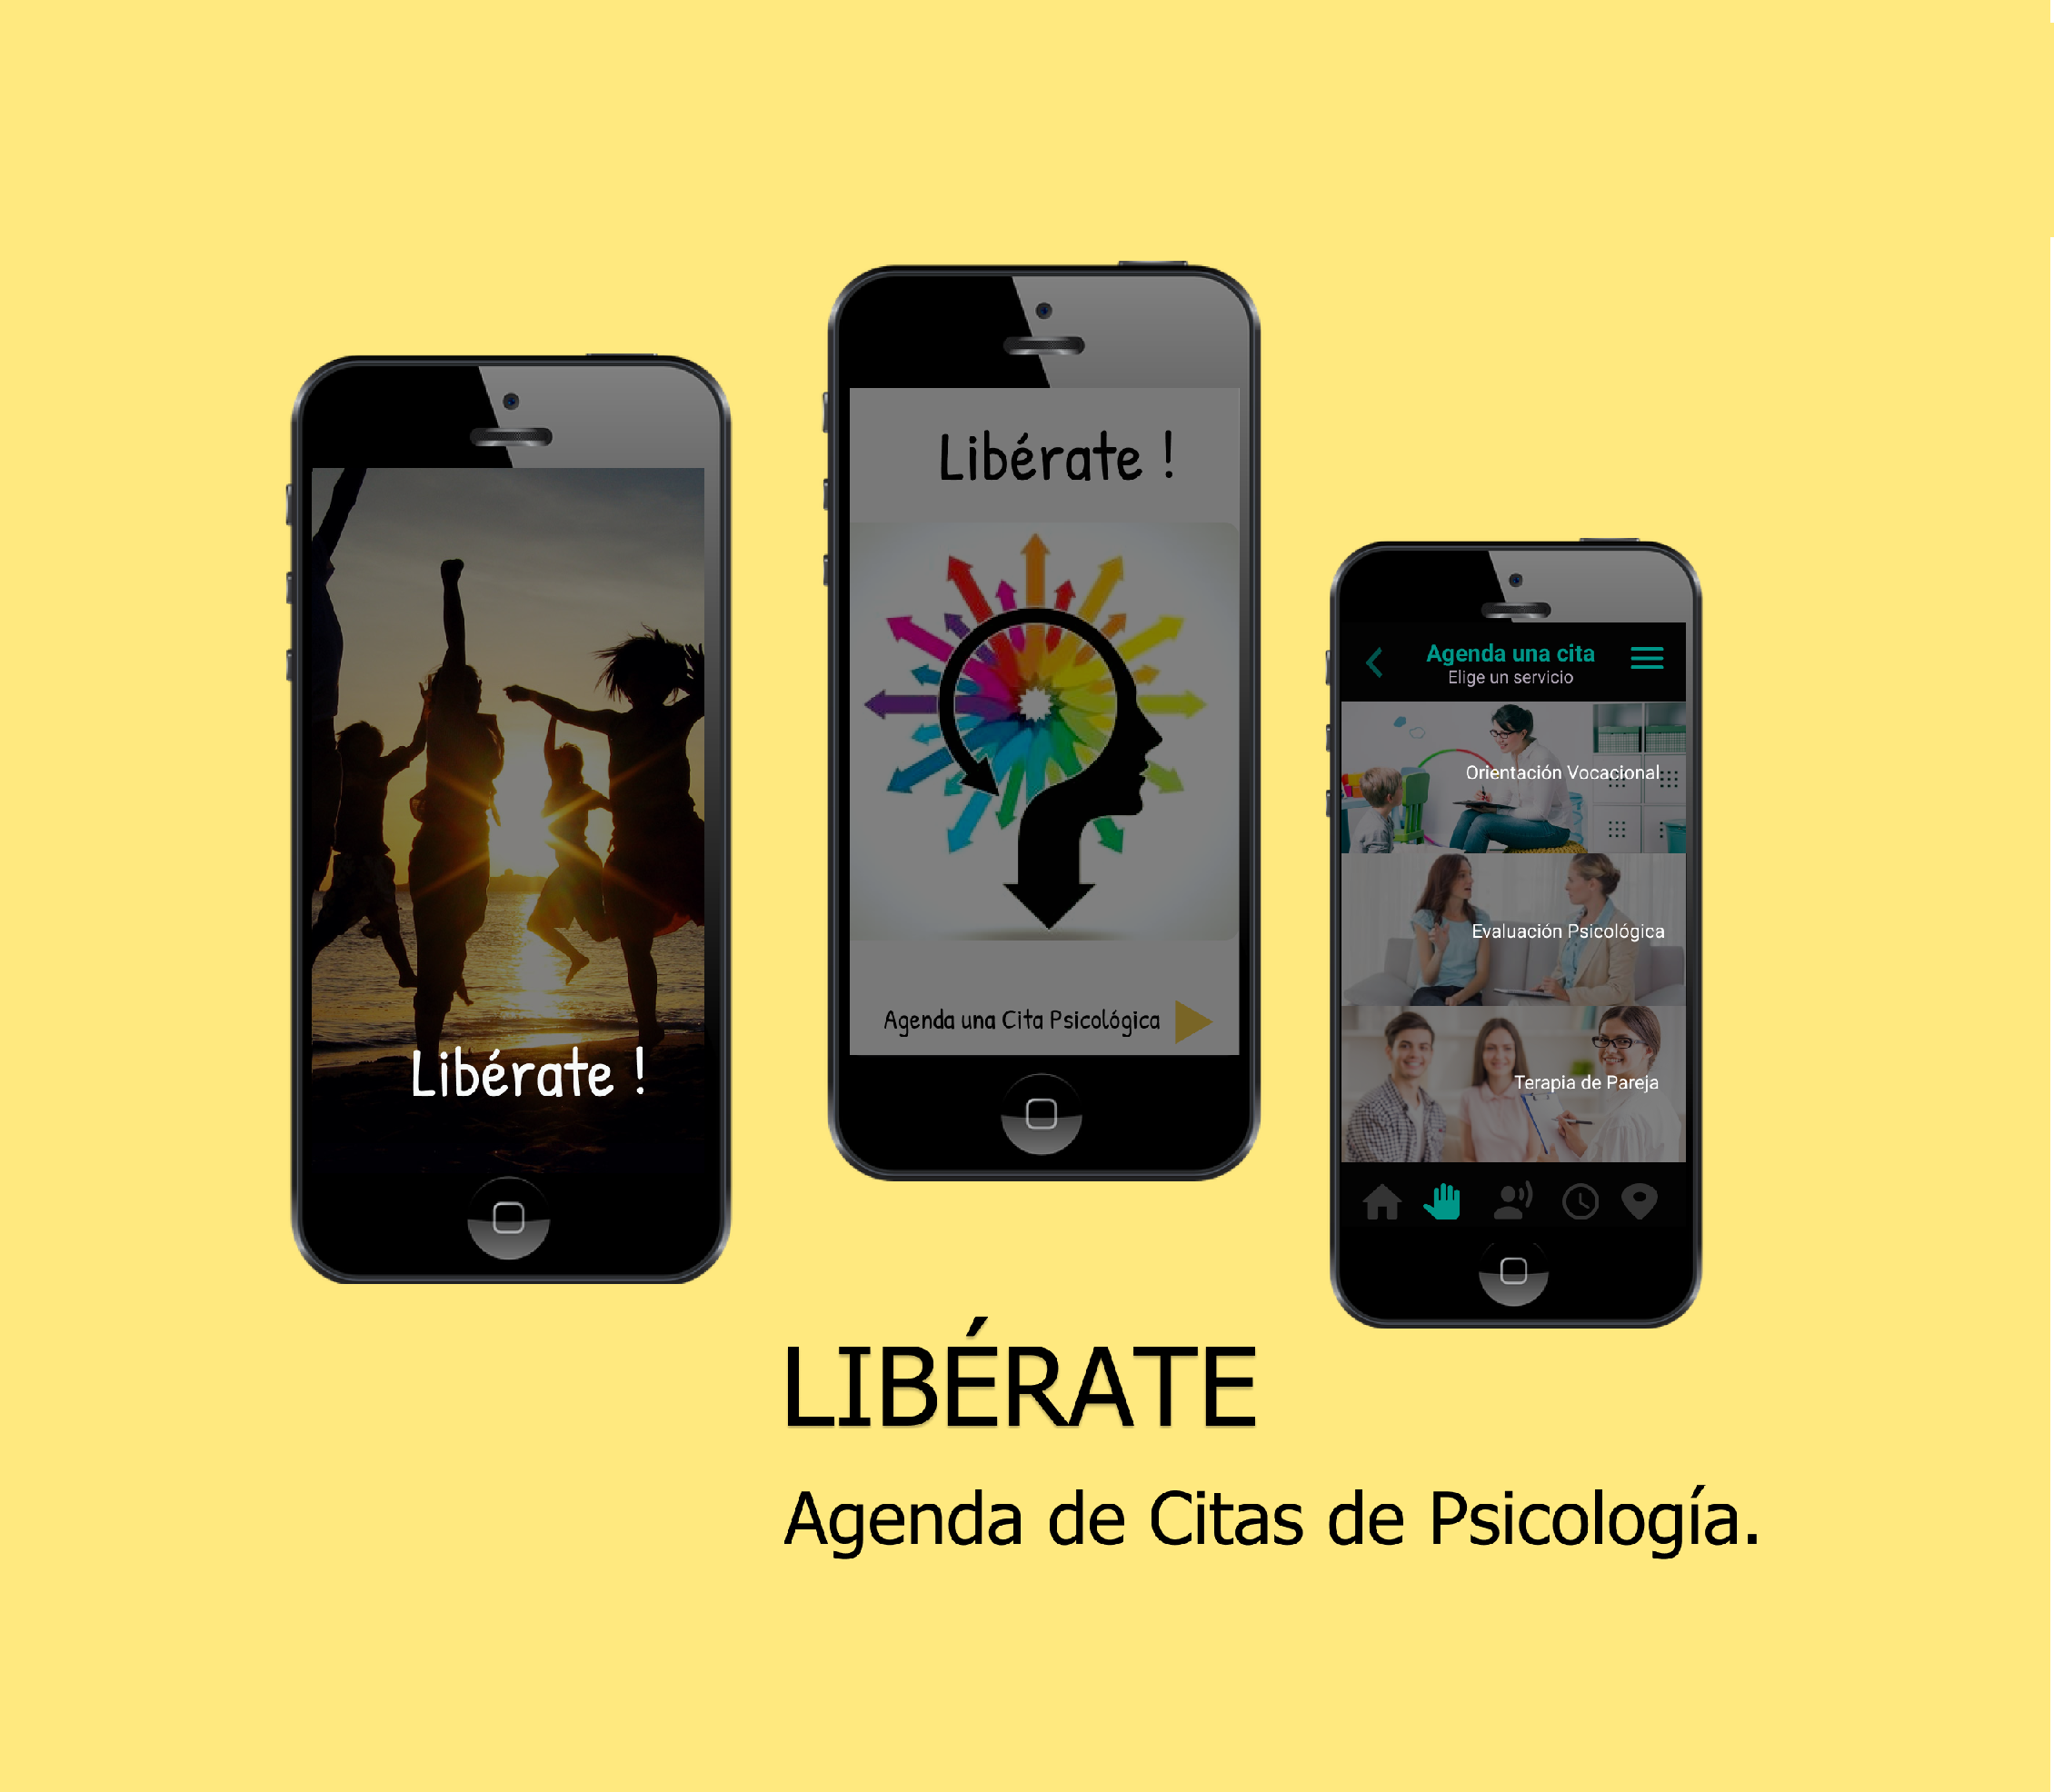 Libérate !
Libérate !
Agenda una Cita Psicológica
Agenda una cita
Elige un servicio
Orientación Vocacional
Evaluación Psicológica
Terapia de Pareja
LIBÉRATE
Agenda de Citas de Psicología.